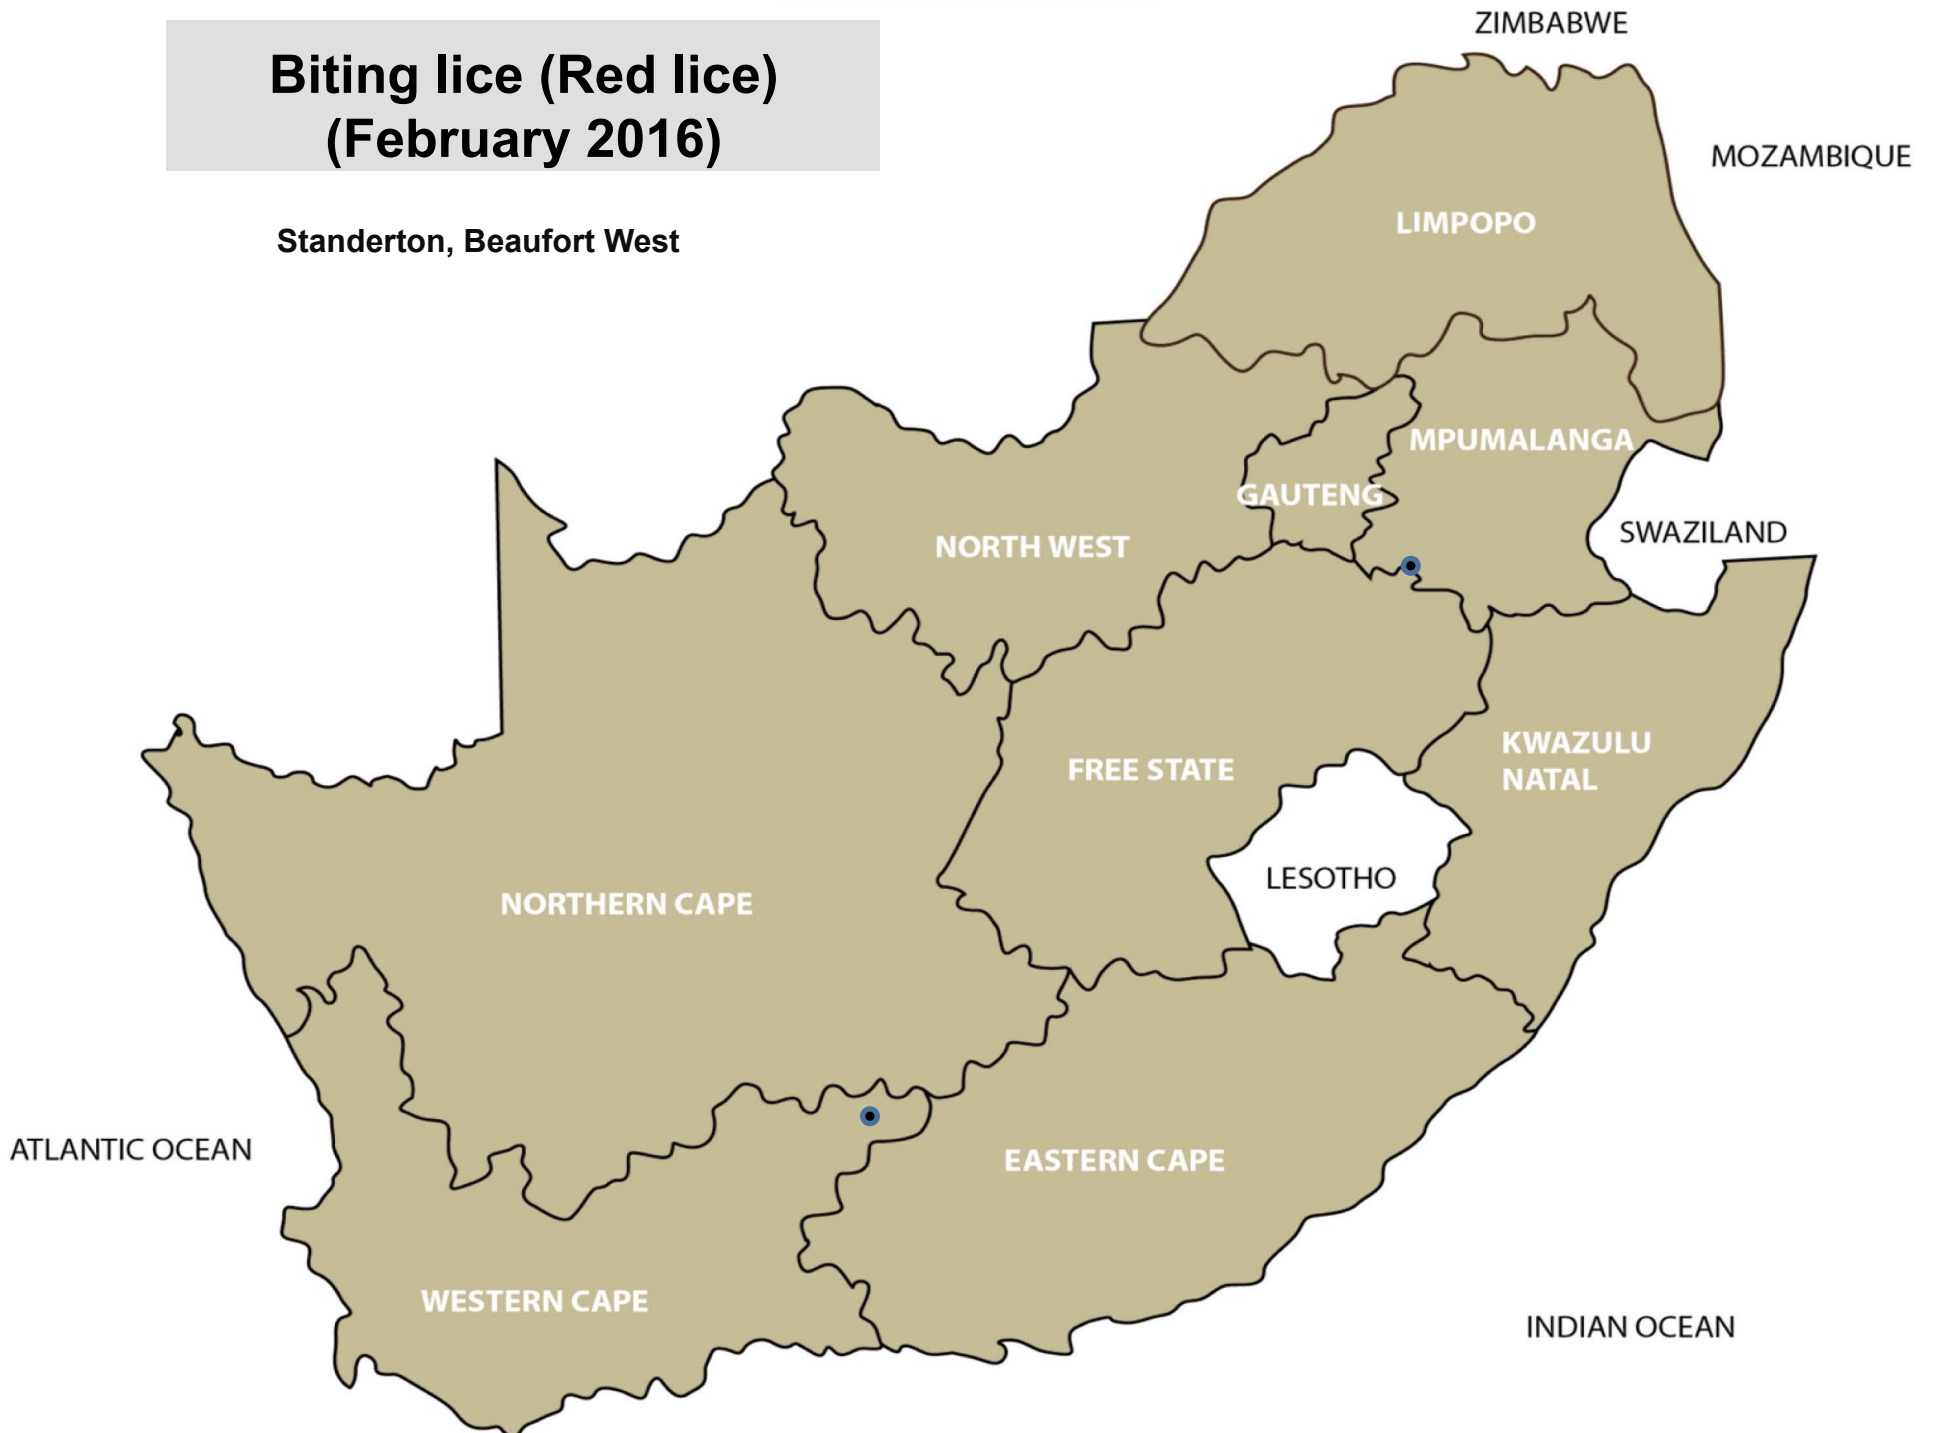 Biting lice (Red lice)
(February 2016)
Standerton, Beaufort West
ZIMBABWE
MOZAMBIQUE
LIMPOPO
MPUMALANGA
GAUTENG
SWAZILAND
NORTH WEST
KWAZULU
NATAL
FREE STATE
LESOTHO
NORTHERN CAPE
ATLANTIC OCEAN
EASTERN CAPE
WESTERN CAPE
INDIAN OCEAN